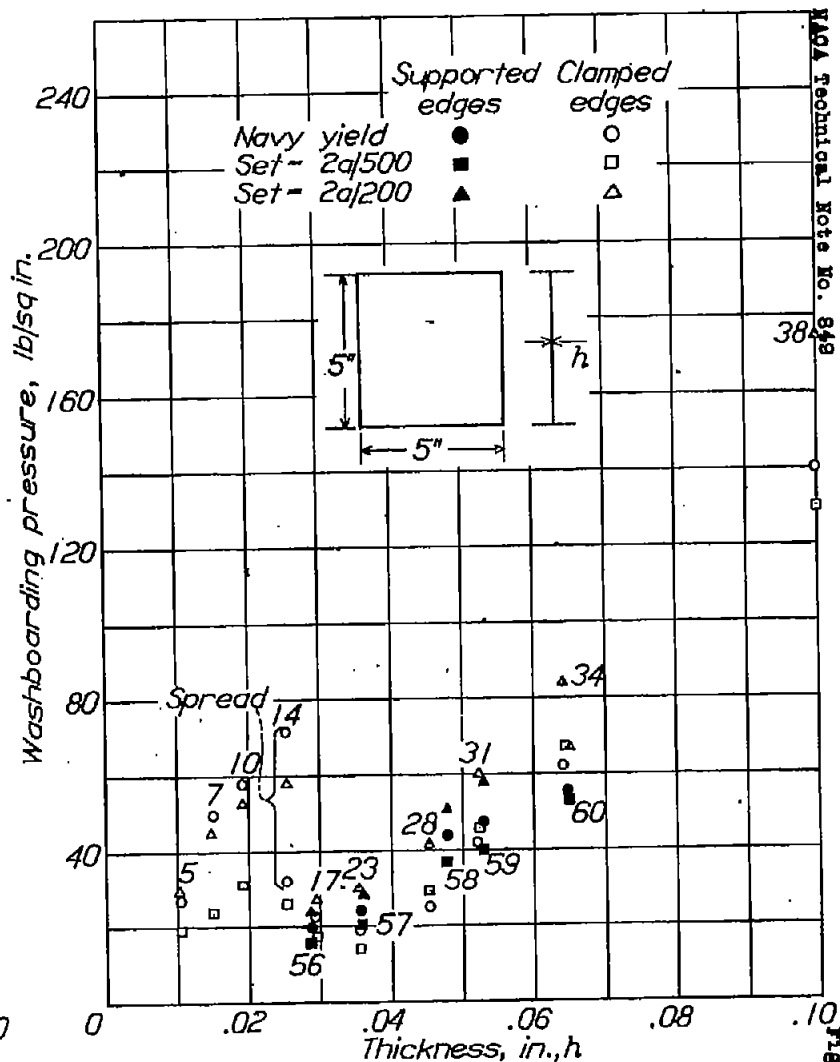 NACA Technical Note No. 849
Supported Clamped
edges edges
Navy yield
Set- 2a/500
Set- 2a/200
240
200
160
120
80
40
0
Washboarding pressure, lb/sq in.
5"
5"
h
38
34
Spread
14
10
7
5
31
28
23
17
60
59
58
57
56
0 .02 .04 .06 .08 .10
Thickness, in., h